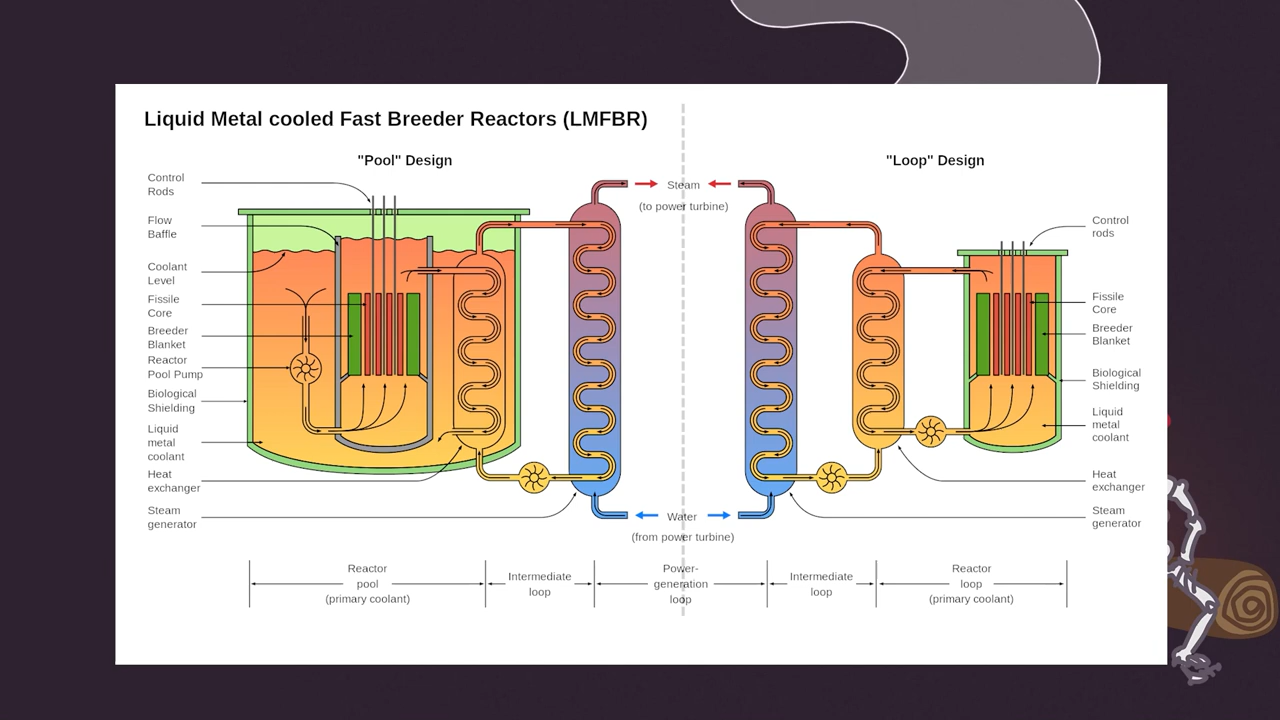 Liquid Metal cooled Fast Breeder Reactors (LMFBR)
"Pool" Design
Control
Rods
Flow
Baffle
Coolant
Level
Fissile
Core
Breeder
Blanket
Reactor
Pool Pump
Biological
Shielding
Liquid
metal
coolant
Heat
exchanger
Steam
generator
Steam
(to power turbine)
Water
(from power turbine)
"Loop" Design
Control
rods
Fissile
Core
Breeder
Blanket
Biological
Shielding
Liquid
metal
coolant
Heat
exchanger
Steam
generator
Reactor
pool
(primary coolant)
Intermediate
loop
Power-
generation
loop
Intermediate
loop
Reactor
loop
(primary coolant)